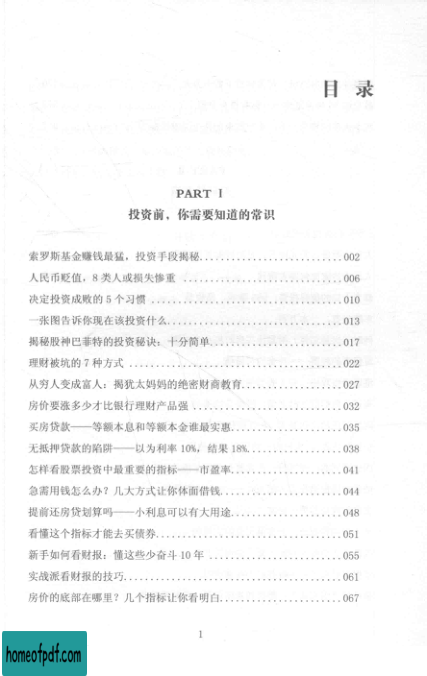 目 录
PART Ⅰ
投资前，你需要知道的常识
索罗斯基金赚钱最猛，投资手段揭秘..........................002
人民币贬值，8 类人或损失惨重 ..............................006
决定投资成败的 5 个习惯 ...................................010
一张图告诉你现在该投资什么................................013
揭秘股神巴菲特的投资秘诀：十分简单........................017
理财被坑的 7 种方式 .......................................022
从穷人变成富人：揭犹太妈妈的绝密财商教育..................027
房价要涨多少才比银行理财产品强 ............................032
买房贷款——等额本息和等额本金谁最实惠....................035
无抵押贷款的陷阱——以为利率 10%，结果 18%................038
怎样看股票投资中最重要的指标——市盈率....................041
急需用钱怎么办？几大方式让你体面借钱......................044
提前还房贷划算吗——小利息可以有大用途....................048
看懂这个指标才能去买债券 .................................051
新手如何看财报：懂这些少奋斗 10 年 ........................055
实战派看财报的技巧........................................061
房价的底部在哪里？几个指标让你看明白......................067
1
homeofpdf.com